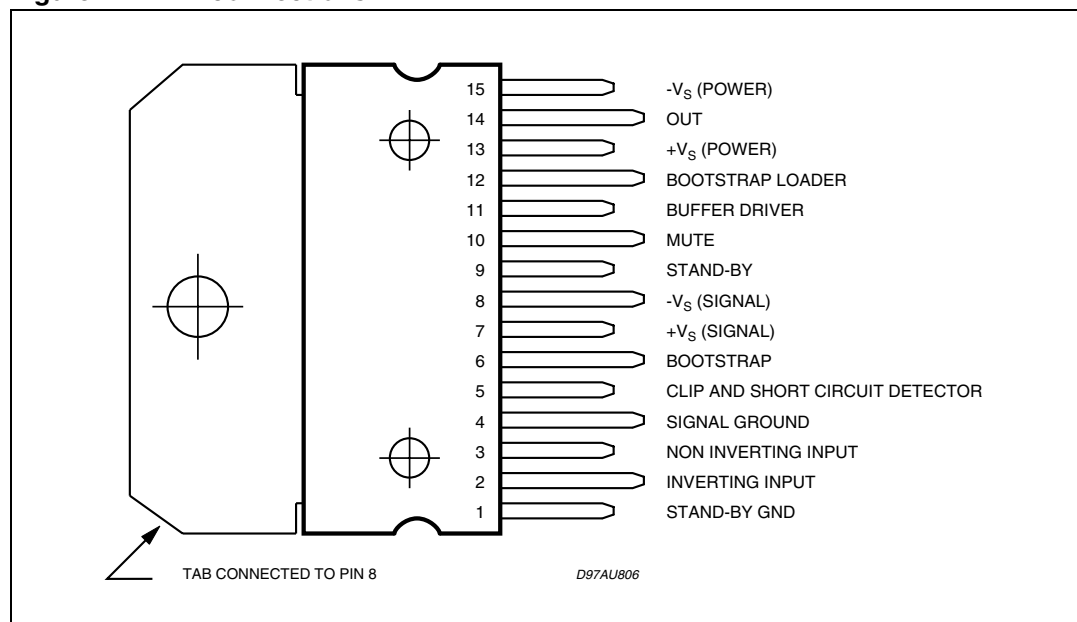 15 -VS (POWER)
14 OUT
13 +VS (POWER)
12 BOOTSTRAP LOADER
11 BUFFER DRIVER
10 MUTE
9 STAND-BY
8 -VS (SIGNAL)
7 +VS (SIGNAL)
6 BOOTSTRAP
5 CLIP AND SHORT CIRCUIT DETECTOR
4 SIGNAL GROUND
3 NON INVERTING INPUT
2 INVERTING INPUT
1 STAND-BY GND
TAB CONNECTED TO PIN 8 D97AU806